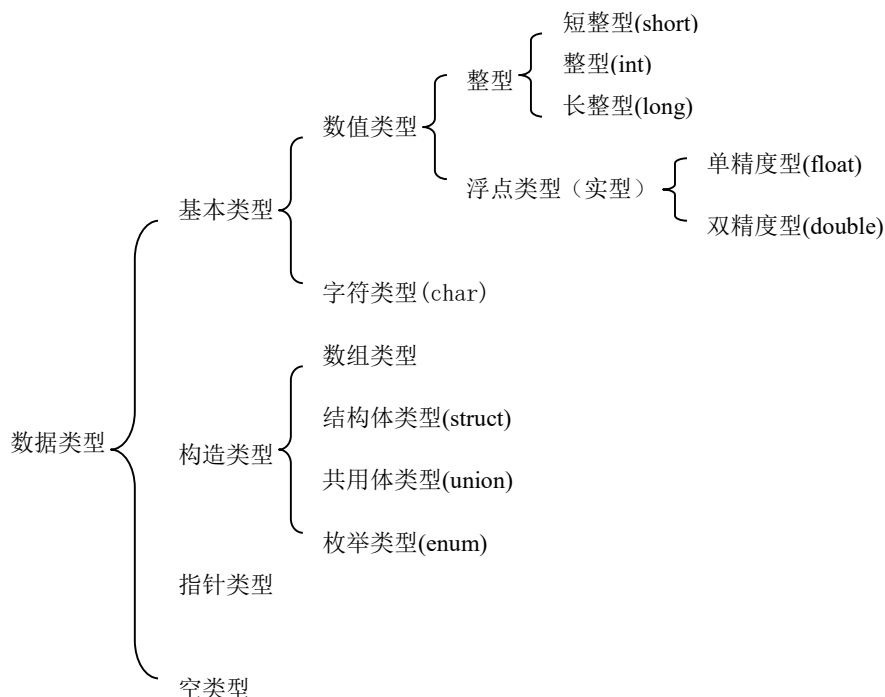 短整型(short)
整型(int)
长整型(long)
整型
数值类型
单精度型(float)
浮点类型（实型）
双精度型(double)
基本类型
字符类型(char)
数组类型
结构体类型(struct)
数据类型
构造类型
共用体类型(union)
枚举类型(enum)
指针类型
空类型